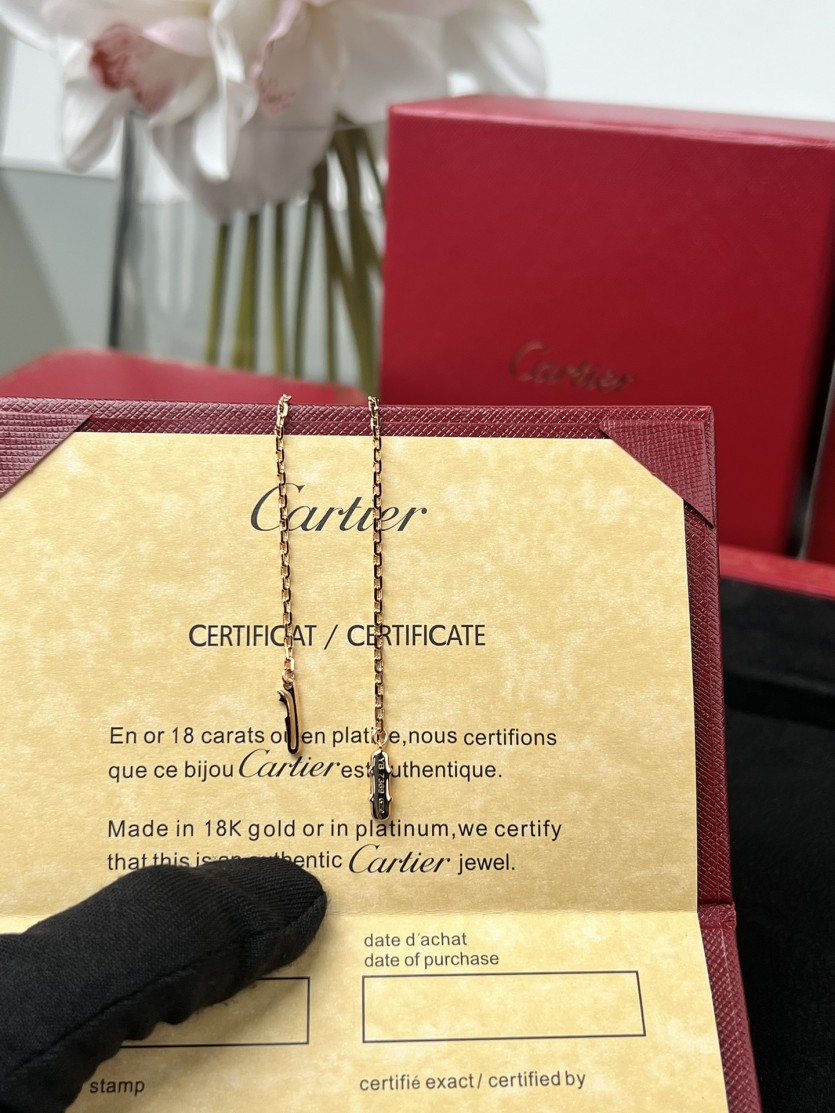 Cartier
Cartier
CERTIFICAT / CERTIFICATE
En or 18 carats ou en platine,nous certifions
que ce bijou Cartier est authentique.
Made in 18K gold or in platinum,we certify
that this is an authentic Cartier jewel.
date d'achat
date of purchase
stamp
certifié exact/ certified by